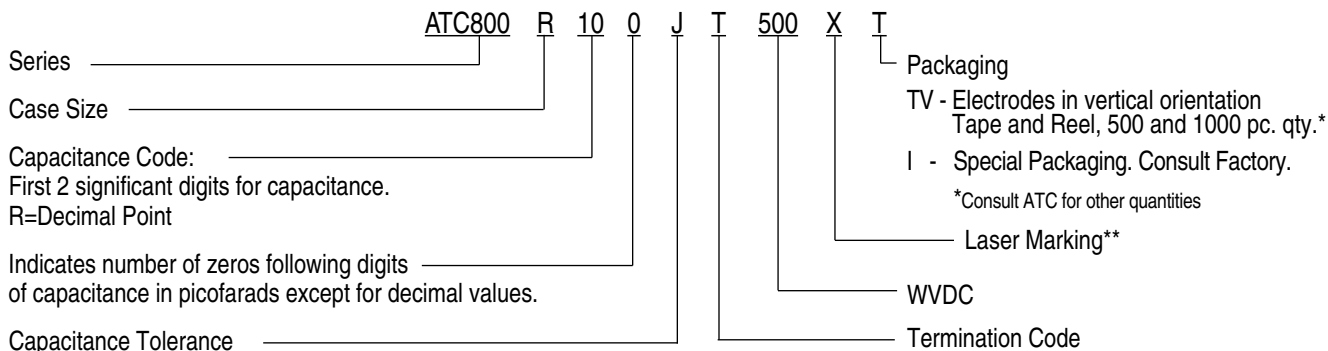 ATC800 R 10 0 J T 500 X T
Series
Case Size
Capacitance Code:
First 2 significant digits for capacitance.
R=Decimal Point
Indicates number of zeros following digits
of capacitance in picofarads except for decimal values.
Capacitance Tolerance
Packaging
TV - Electrodes in vertical orientation
Tape and Reel, 500 and 1000 pc. qty.*
I - Special Packaging. Consult Factory.
*Consult ATC for other quantities
Laser Marking**
WVDC
Termination Code